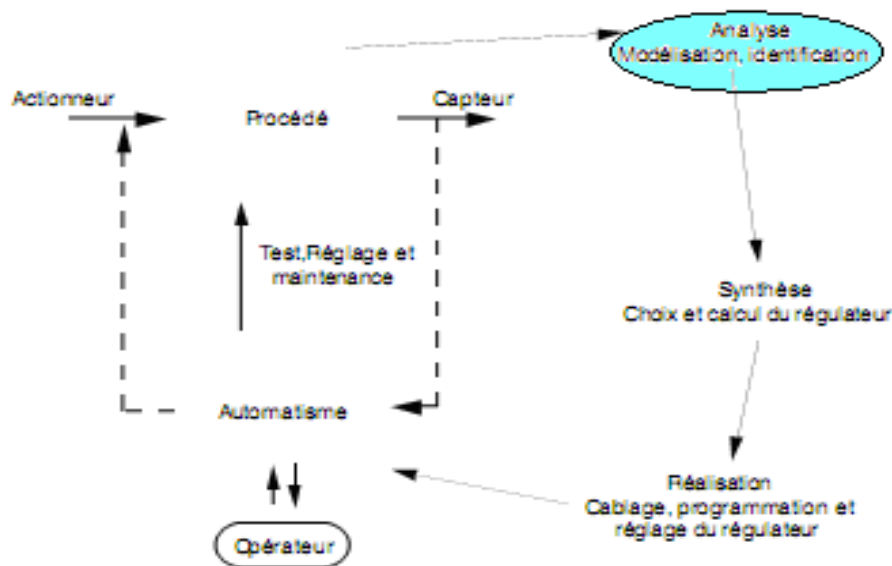 Analyse
Modélisation, identification
Actionneur
Procédé
Capteur
Test,Réglage et
maintenance
Synthèse
Choix et calcul du régulateur
Automatisme
Réalisation
Cablage, programmation et
réglage du régulateur
Opérateur